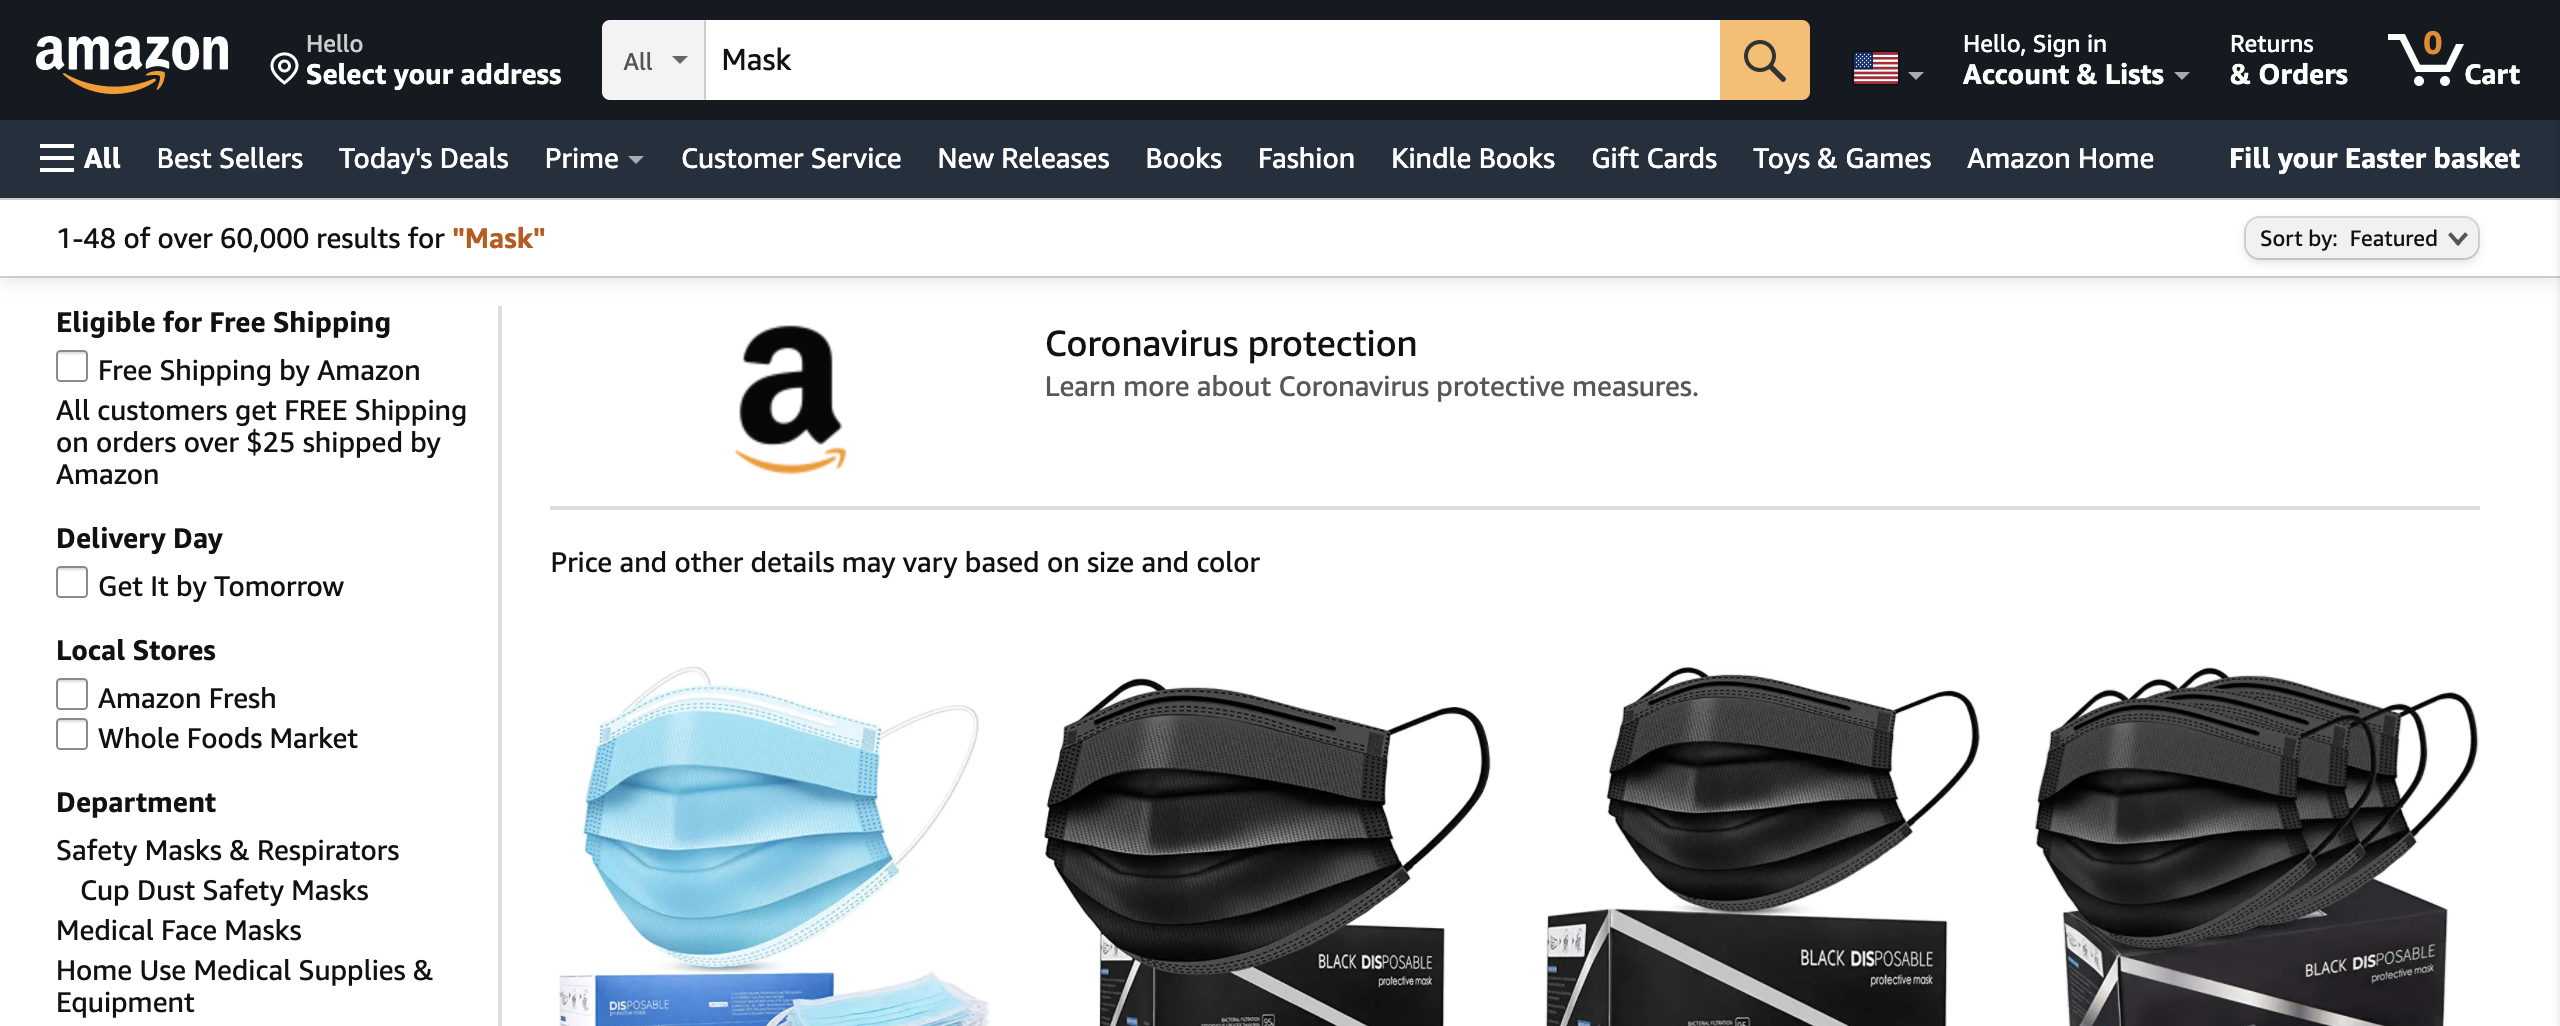 amazon
Hello
Select your address
All
Mask
Hello, Sign in
Account & Lists
Returns
& Orders
0
Cart
All
Best Sellers
Today's Deals
Prime
Customer Service
New Releases
Books
Fashion
Kindle Books
Gift Cards
Toys & Games
Amazon Home
Fill your Easter basket
1-48 of over 60,000 results for "Mask"
Sort by: Featured
Eligible for Free Shipping
Free Shipping by Amazon
All customers get FREE Shipping
on orders over $25 shipped by
Amazon
Delivery Day
Get It by Tomorrow
Local Stores
Amazon Fresh
Whole Foods Market
Department
Safety Masks & Respirators
Cup Dust Safety Masks
Medical Face Masks
Home Use Medical Supplies &
Equipment
a
Coronavirus protection
Learn more about Coronavirus protective measures.
Price and other details may vary based on size and color
DISPOSABLE
protective mask
BLACK DISPOSABLE
protective mask
BLACK DISPOSABLE
protective mask
BLACK DISPOSABLE
protective mask